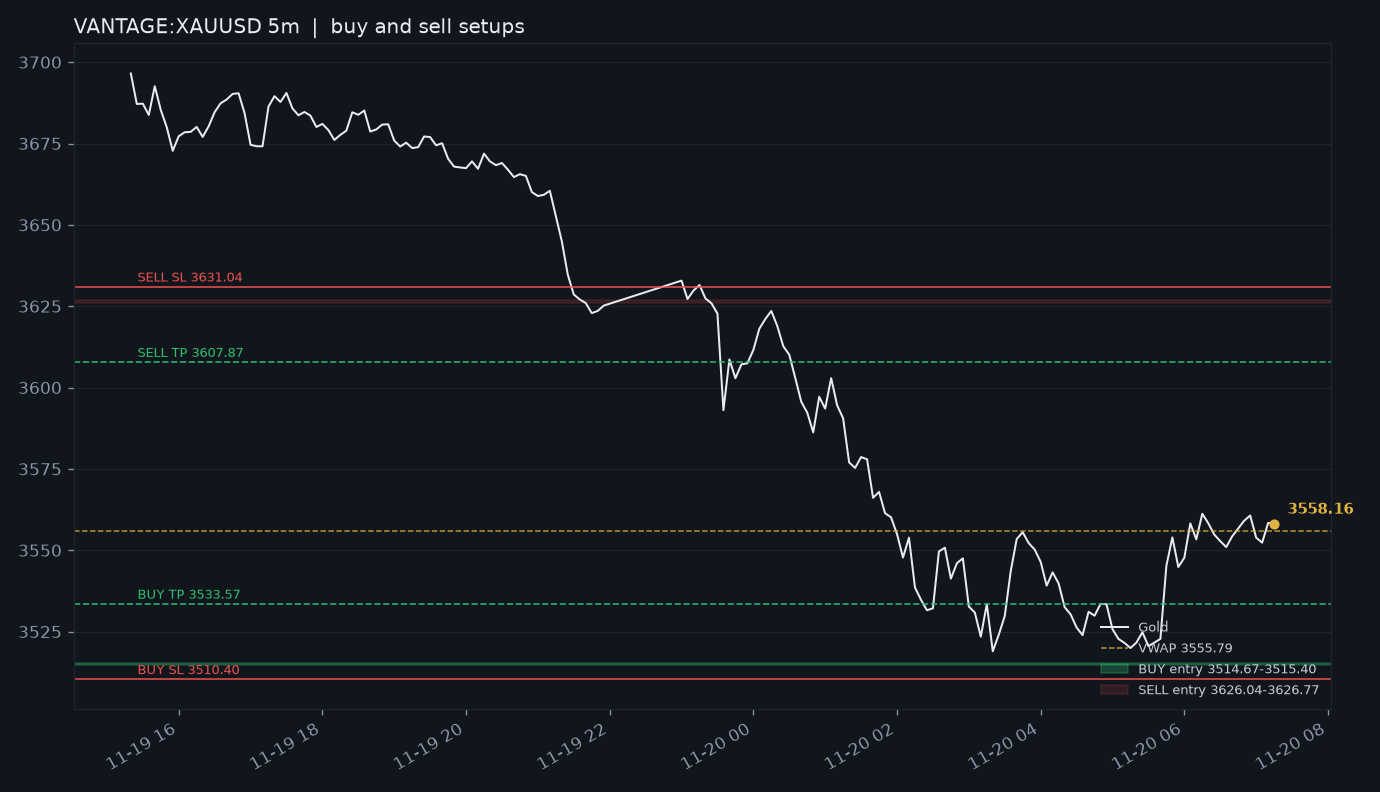 VANTAGE:XAUUSD 5m | buy and sell setups
3700
3675
3650
SELL SL 3631.04
3625
SELL TP 3607.87
3600
3575
3558.16
3550
BUY TP 3533.57
3525
BUY SL 3510.40
Gold
VWAP 3555.79
BUY entry 3514.67-3515.40
SELL entry 3626.04-3626.77
11-19 16
11-19 18
11-19 20
11-19 22
11-20 00
11-20 02
11-20 04
11-20 06
11-20 08